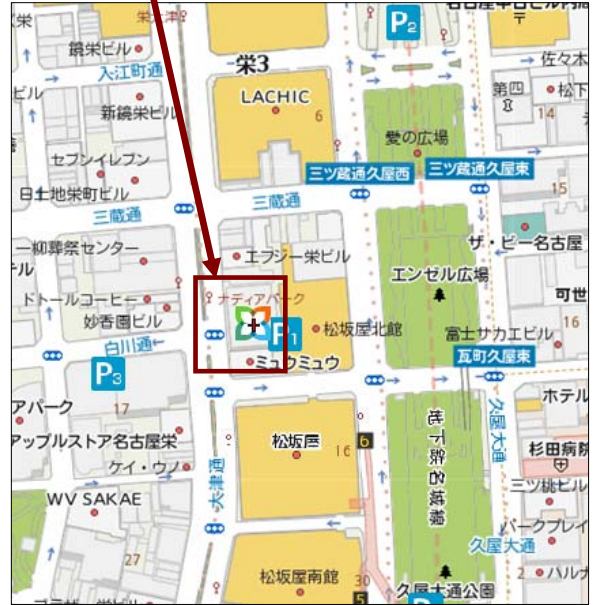 栄
栄大津
P2
鏡栄ビル
入江町通
栄3
佐々木
ビル
新鏡栄ビル
LACHIC
6
第四
松下
14
愛の広場
セブンイレブン
三ツ蔵通久屋西
三ツ蔵通久屋東
日土地栄町ビル
15
三蔵通
三蔵通
一柳葬祭センター
エフジー栄ビル
ザ・ビー名古屋
テル
エンゼル広場
ナディアパーク
可世
ドトールコーヒー
妙香園ビル
P1
松坂屋北館
富士サカエビル
16
白川通
P3
ミュウミュウ
瓦町久屋東
アパーク
17
ホテル
久屋大通
アップルストア名古屋栄
松坂屋
16
6
地下鉄名城線
杉田病院
ケイ・ウノ
大津通
三ツ桃ビル
WV SAKAE
パークプレイ
久屋大通
27
松坂屋南館
30
2
ハルナ
5
久屋大通公園